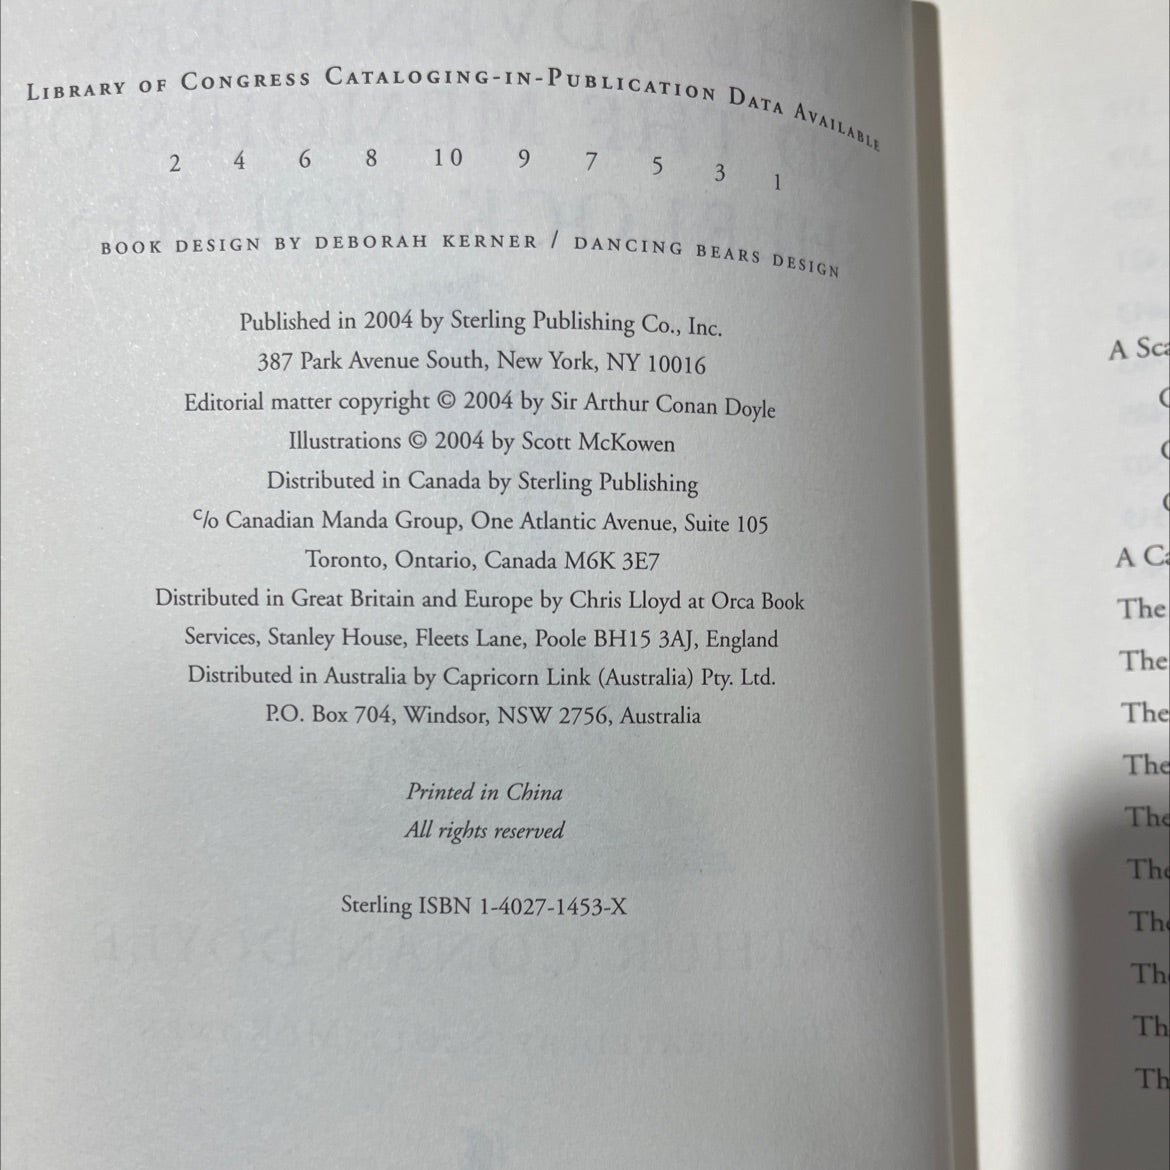 Library of Congress Cataloging-in-Publication Data Available
2 4 6 8 10 9 7 5 3 1
BOOK DESIGN BY DEBORAH KERNER / DANCING BEARS DESIGN
Published in 2004 by Sterling Publishing Co., Inc.
387 Park Avenue South, New York, NY 10016
Editorial matter copyright © 2004 by Sir Arthur Conan Doyle
Illustrations © 2004 by Scott McKowen
Distributed in Canada by Sterling Publishing
c/o Canadian Manda Group, One Atlantic Avenue, Suite 105
Toronto, Ontario, Canada M6K 3E7
Distributed in Great Britain and Europe by Chris Lloyd at Orca Book
Services, Stanley House, Fleets Lane, Poole BH15 3AJ, England
Distributed in Australia by Capricorn Link (Australia) Pty. Ltd.
P.O. Box 704, Windsor, NSW 2756, Australia
Printed in China
All rights reserved
Sterling ISBN 1-4027-1453-X
A
A
The
The
The
The
The
The